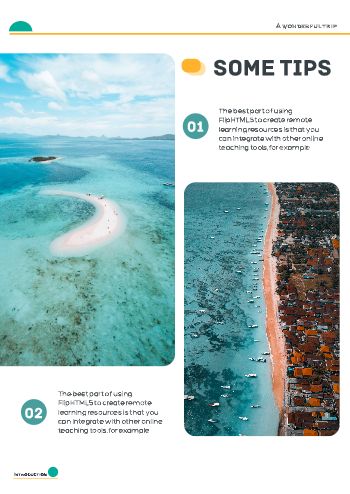 A WONDERFUL TRIP
SOME TIPS
01
The best part of using
FlipHTML5 to create remote
learning resources is that you
can integrate with other online
teaching tools, for example
02
The best part of using
FlipHTML5 to create remote
learning resources is that you
can integrate with other online
teaching tools, for example
INTRODUCTION